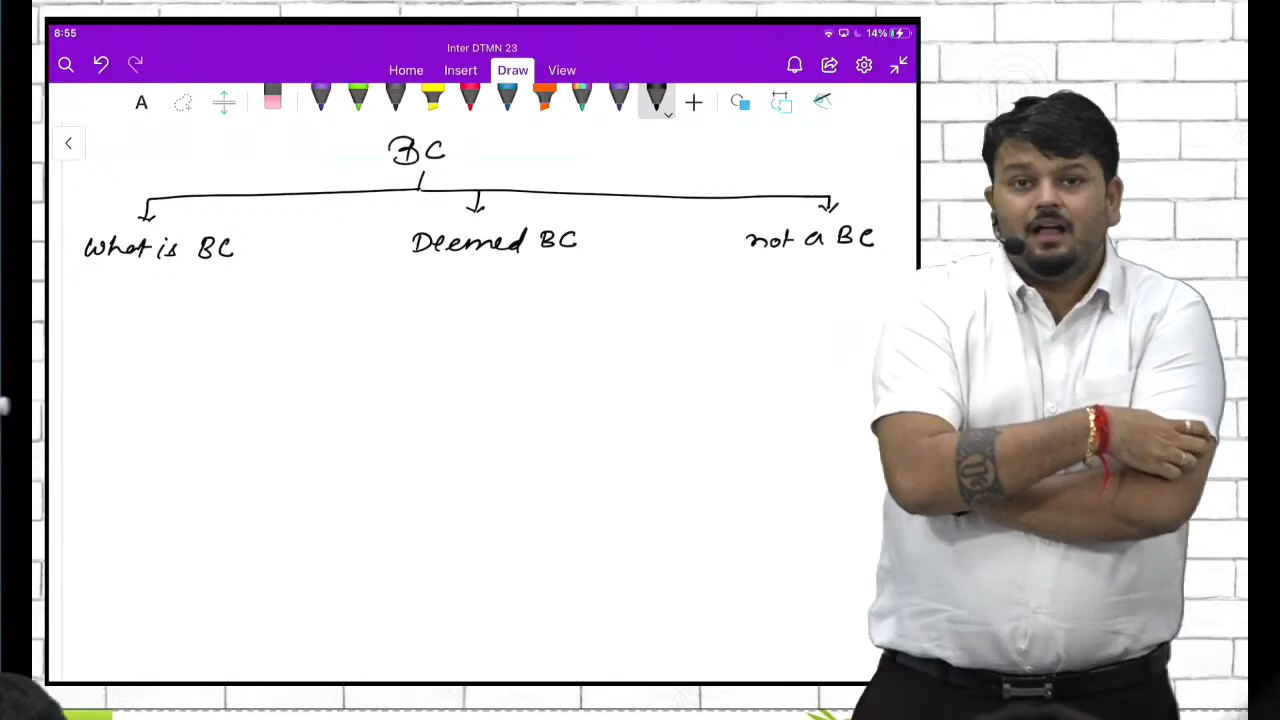 8:55
14%
Inter DTMN 23
Home Insert Draw View
A
BC
What is BC Deemed BC not a BC